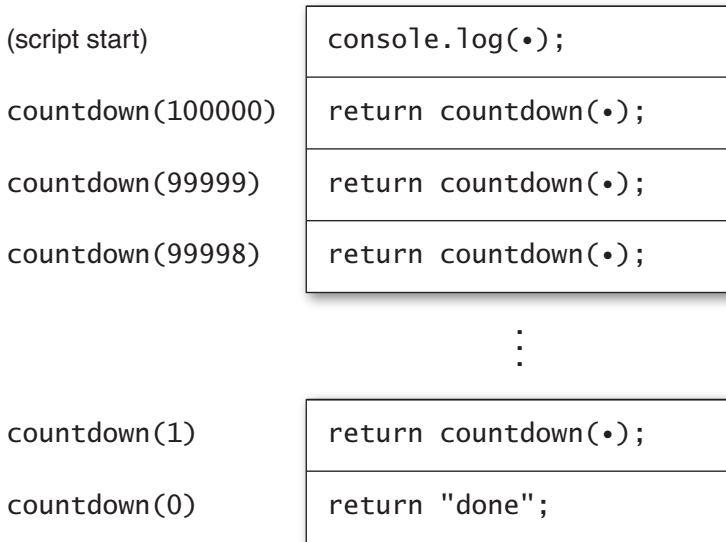 (script start) console.log(•);
countdown(100000) return countdown(•);
countdown(99999) return countdown(•);
countdown(99998) return countdown(•);
⋮
countdown(1) return countdown(•);
countdown(0) return "done";